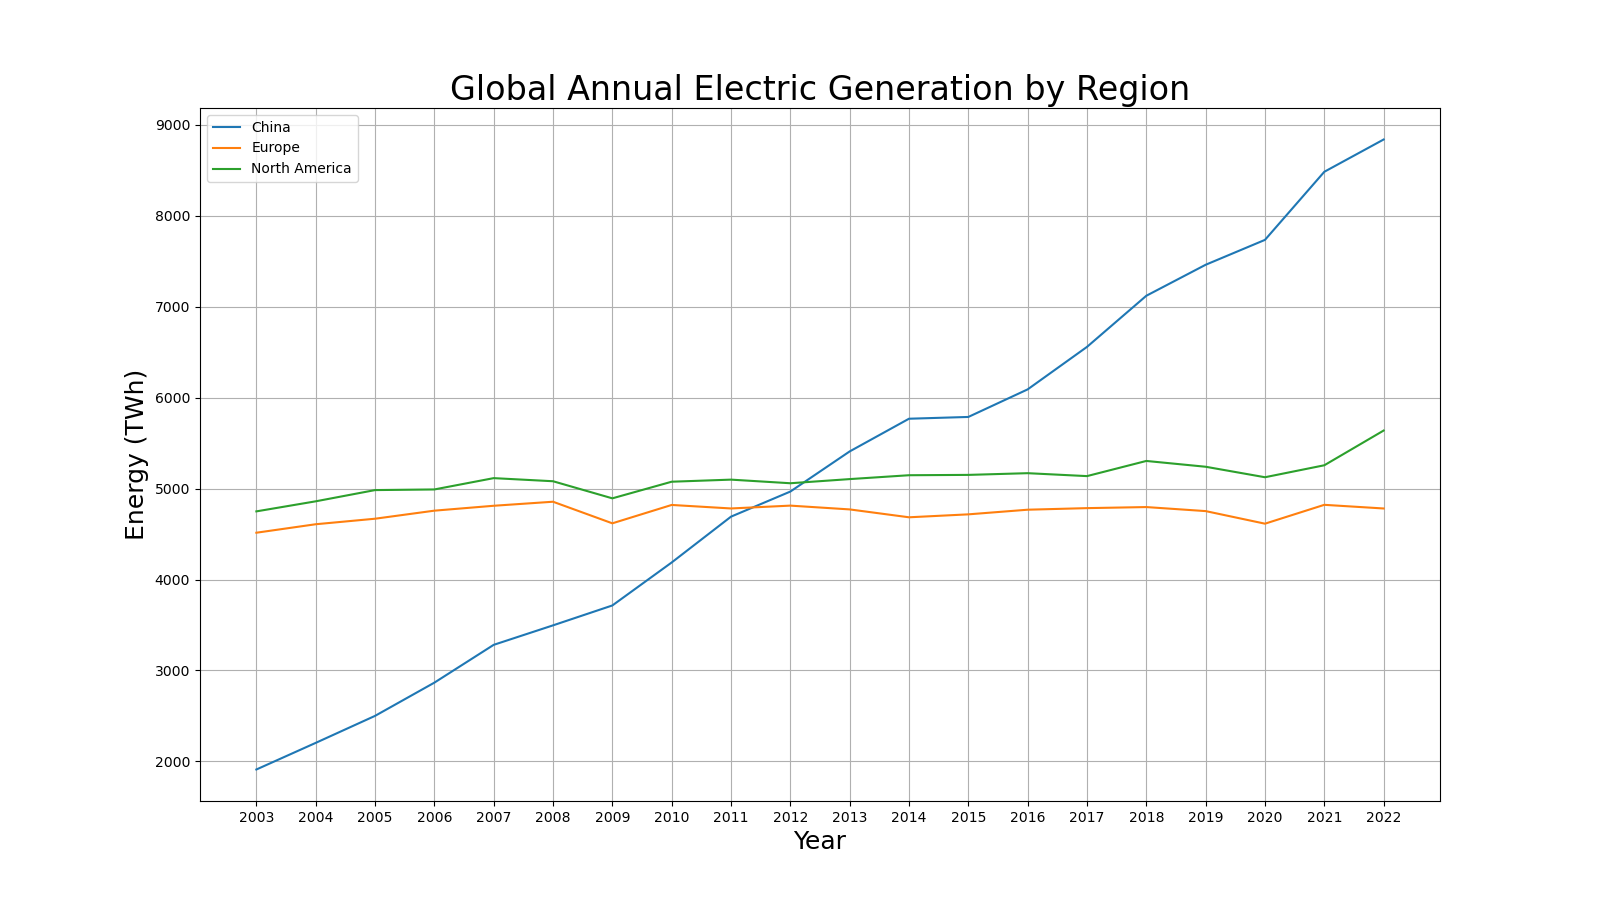 Global Annual Electric Generation by Region
China
Europe
North America
9000
8000
7000
6000
5000
4000
3000
2000
Energy (TWh)
2003 2004 2005 2006 2007 2008 2009 2010 2011 2012 2013 2014 2015 2016 2017 2018 2019 2020 2021 2022
Year